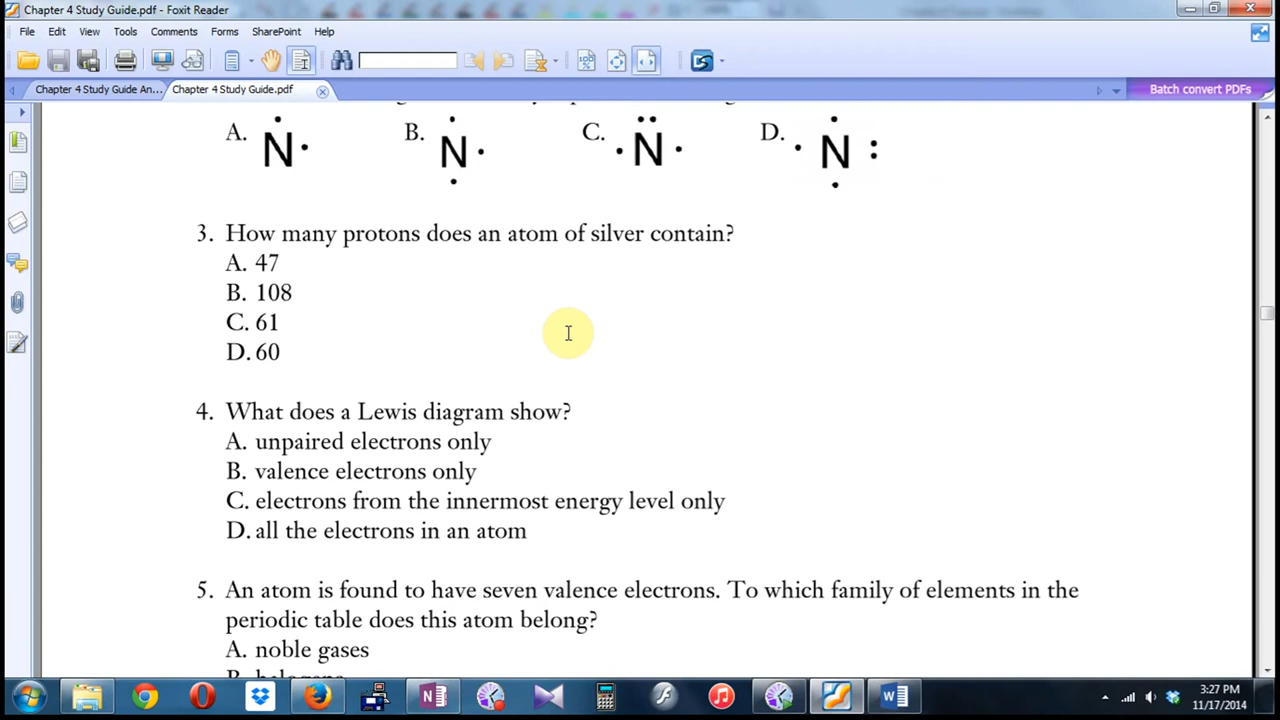 Chapter 4 Study Guide.pdf - Foxit Reader
File Edit View Tools Comments Forms SharePoint Help
Chapter 4 Study Guide An... Chapter 4 Study Guide.pdf Batch convert PDFs
A. N B. N C. N D. N
3. How many protons does an atom of silver contain?
A. 47
B. 108
C. 61
D. 60
4. What does a Lewis diagram show?
A. unpaired electrons only
B. valence electrons only
C. electrons from the innermost energy level only
D. all the electrons in an atom
5. An atom is found to have seven valence electrons. To which family of elements in the
periodic table does this atom belong?
A. noble gases
B. halogens
3:27 PM
11/17/2014